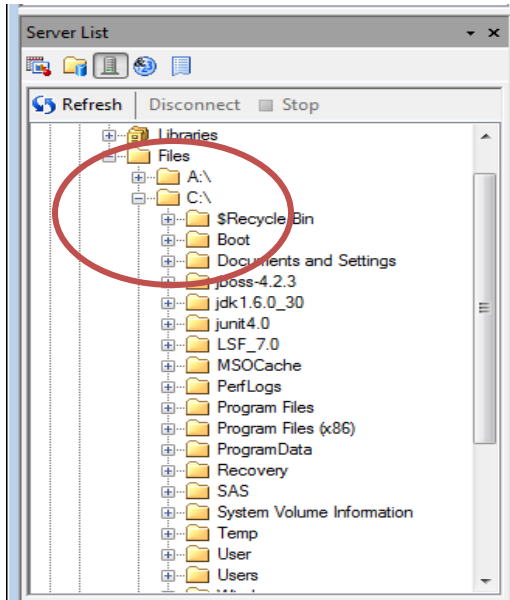 Server List
Refresh Disconnect Stop
Libraries
Files
A:\
C:\
$Recycle.Bin
Boot
Documents and Settings
jboss-4.2.3
jdk1.6.0_30
junit4.0
LSF_7.0
MSOCache
PerfLogs
Program Files
Program Files (x86)
ProgramData
Recovery
SAS
System Volume Information
Temp
User
Users